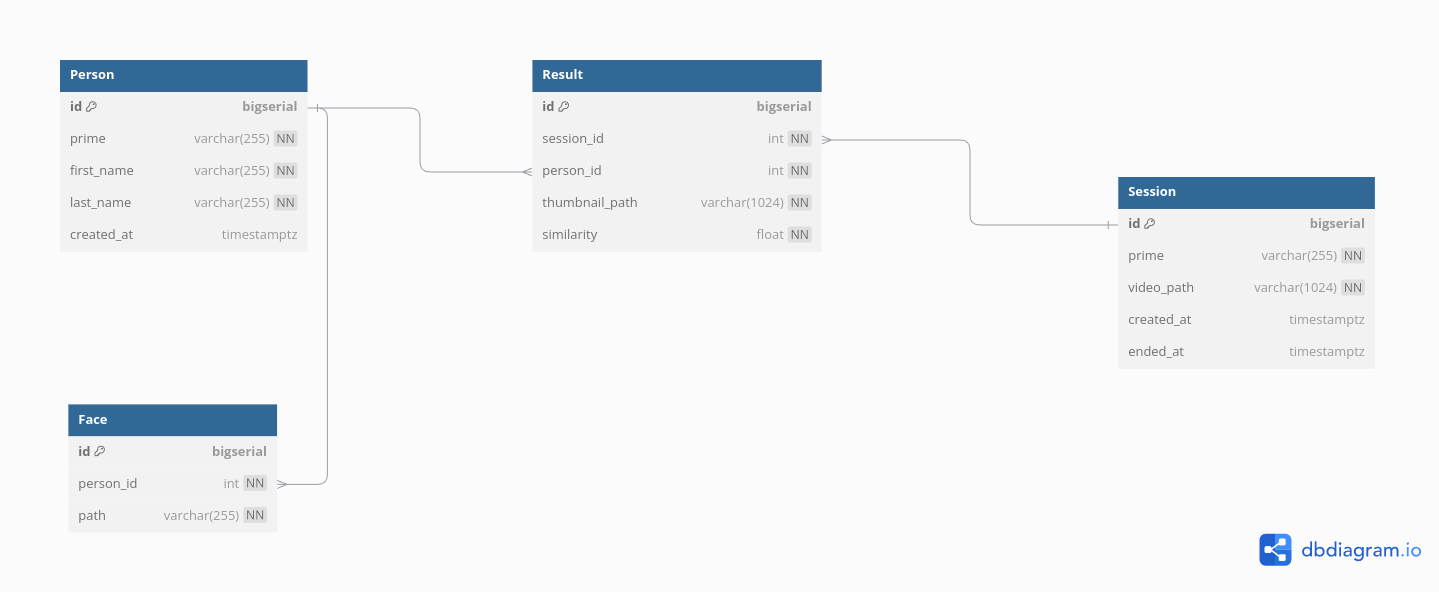 Person
id bigserial
prime varchar(255) NN
first_name varchar(255) NN
last_name varchar(255) NN
created_at timestamptz
Result
id bigserial
session_id int NN
person_id int NN
thumbnail_path varchar(1024) NN
similarity float NN
Session
id bigserial
prime varchar(255) NN
video_path varchar(1024) NN
created_at timestamptz
ended_at timestamptz
Face
id bigserial
person_id int NN
path varchar(255) NN
dbdiagram.io